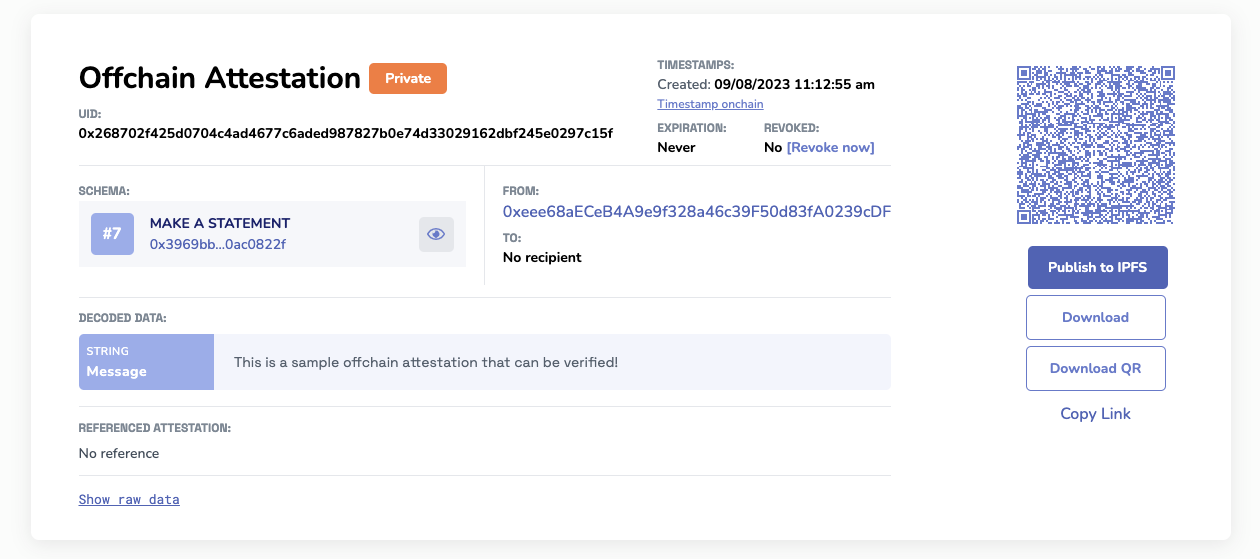 Offchain Attestation Private
UID:
0x268702f425d0704c4ad4677c6aded987827b0e74d33029162dbf245e0297c15f
TIMESTAMPS:
Created: 09/08/2023 11:12:55 am
Timestamp onchain
EXPIRATION: REVOKED:
Never No [Revoke now]
SCHEMA:
#7 MAKE A STATEMENT
0x3969bb...0ac0822f
FROM:
0xeee68aECeB4A9e9f328a46c39F50d83fA0239cDF
TO:
No recipient
DECODED DATA:
STRING
Message
This is a sample offchain attestation that can be verified!
REFERENCED ATTESTATION:
No reference
Show raw data
Publish to IPFS
Download
Download QR
Copy Link